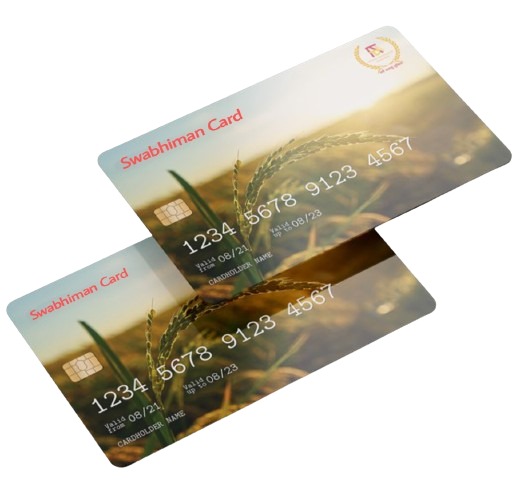 Swabhiman Card
1234 5678 9123 4567
Valid from 08/21 Valid up to 08/23
CARDHOLDER NAME
Swabhiman Card
1234 5678 9123 4567
Valid from 08/21 Valid up to 08/23
CARDHOLDER NAME